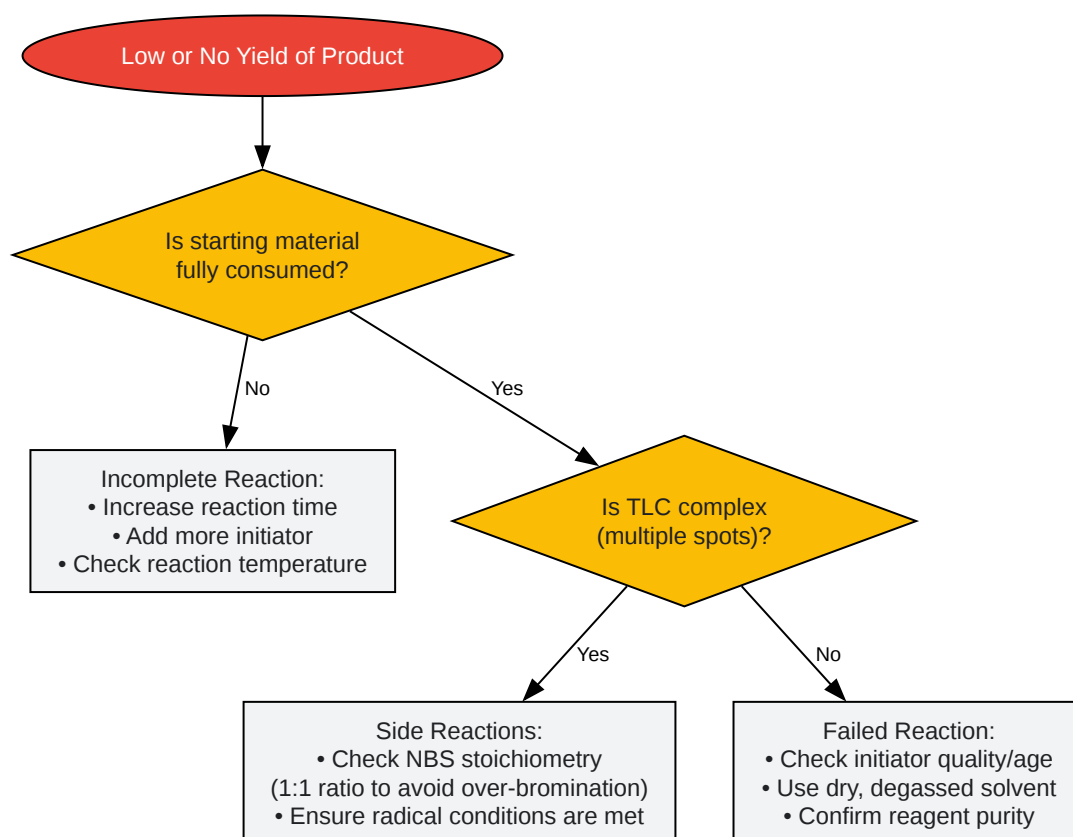 Low or No Yield of Product
Is starting material
fully consumed?
No
Yes
Incomplete Reaction:
• Increase reaction time
• Add more initiator
• Check reaction temperature
Is TLC complex
(multiple spots)?
Yes
No
Side Reactions:
• Check NBS stoichiometry
(1:1 ratio to avoid over-bromination)
• Ensure radical conditions are met
Failed Reaction:
• Check initiator quality/age
• Use dry, degassed solvent
• Confirm reagent purity